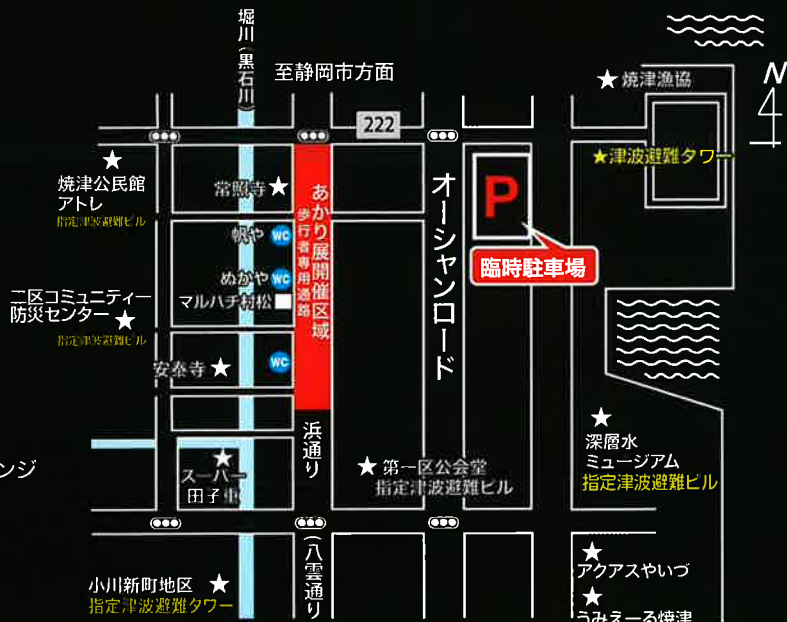 堀川(黒石川)
至静岡市方面
222
焼津漁協
N
津波避難タワー
焼津公民館
アトレ
指定津波避難ビル
常照寺
帆や
WC
ぬかや
WC
マルハチ村松
あかり展開催区域
歩行者専用通路
オーシャンロード
P
臨時駐車場
二区コミュニティー
防災センター
指定津波避難ビル
安泰寺
WC
浜通り
(八雲通り
ンジ
スーパー
田子重
第一区公会堂
指定津波避難ビル
深層水
ミュージアム
指定津波避難ビル
小川新町地区
指定津波避難タワー
アクアスやいづ
うみえーる焼津